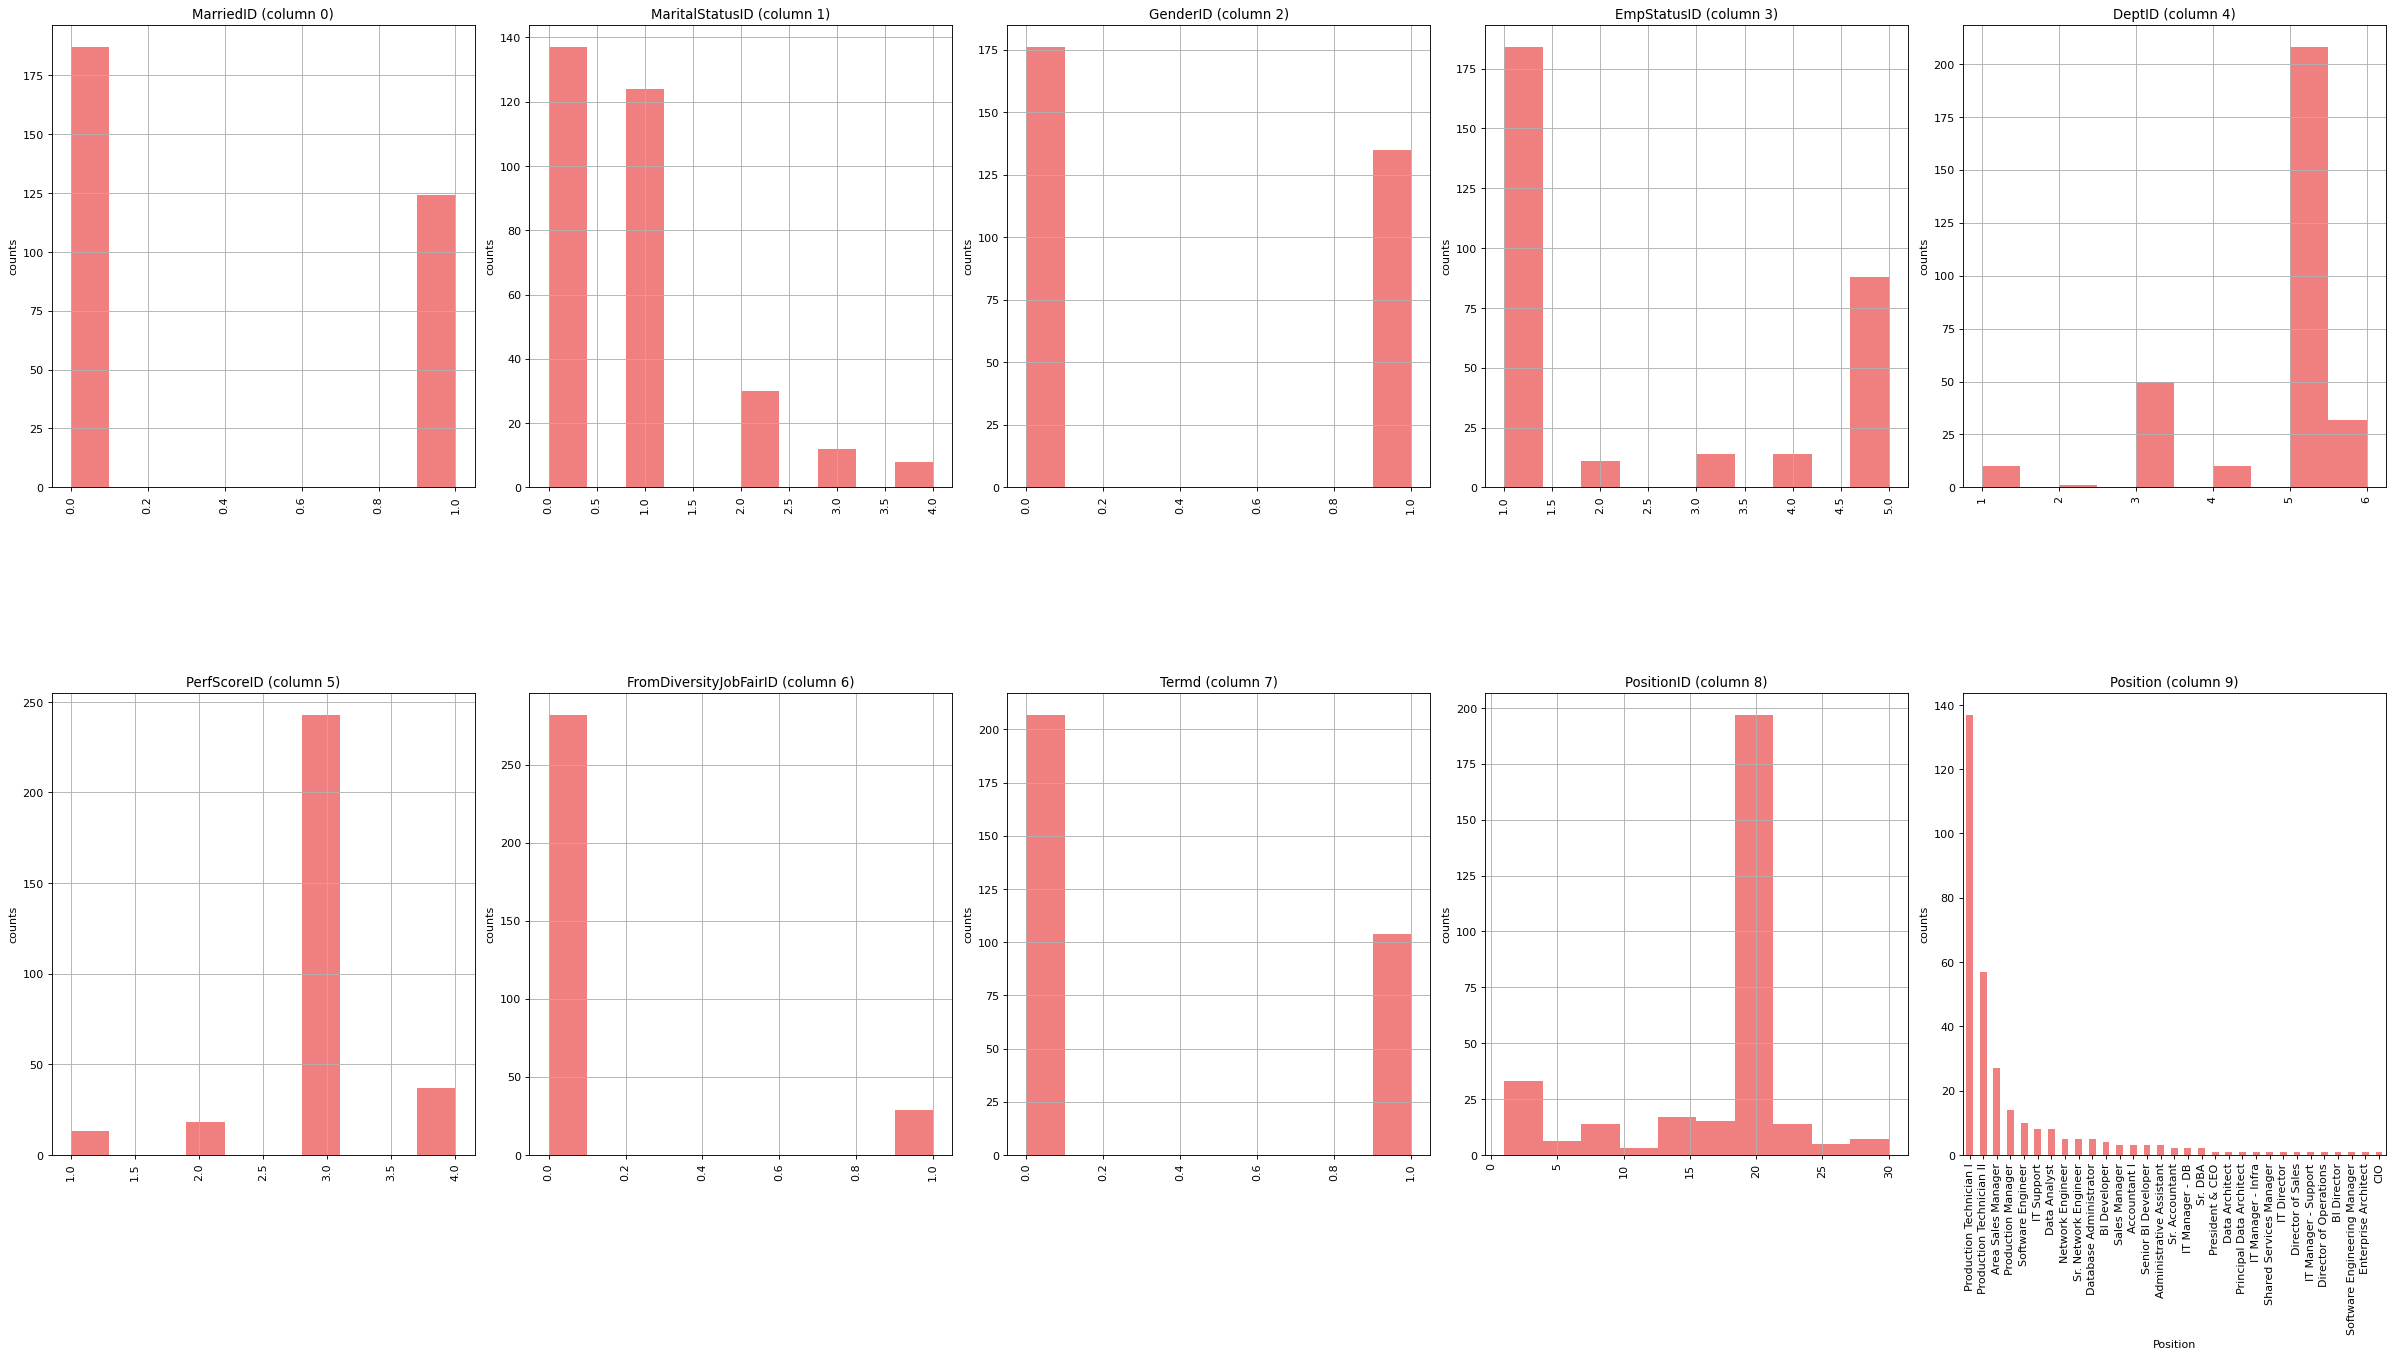 MarriedID (column 0)
counts
175
150
125
100
75
50
25
0
0.0 0.2 0.4 0.6 0.8 1.0
MaritalStatusID (column 1)
counts
140
120
100
80
60
40
20
0
0.0 0.5 1.0 1.5 2.0 2.5 3.0 3.5 4.0
GenderID (column 2)
counts
175
150
125
100
75
50
25
0
0.0 0.2 0.4 0.6 0.8 1.0
EmpStatusID (column 3)
counts
175
150
125
100
75
50
25
0
1.0 1.5 2.0 2.5 3.0 3.5 4.0 4.5 5.0
DeptID (column 4)
counts
200
175
150
125
100
75
50
25
0
1 2 3 4 5 6
PerfScoreID (column 5)
counts
250
200
150
100
50
0
1.0 1.5 2.0 2.5 3.0 3.5 4.0
FromDiversityJobFairID (column 6)
counts
250
200
150
100
50
0
0.0 0.2 0.4 0.6 0.8 1.0
Termd (column 7)
counts
200
175
150
125
100
75
50
25
0
0.0 0.2 0.4 0.6 0.8 1.0
PositionID (column 8)
counts
200
175
150
125
100
75
50
25
0
0 5 10 15 20 25 30
Position (column 9)
counts
140
120
100
80
60
40
20
0
Production Technician I
Production Technician II
Area Sales Manager
Production Manager
Software Engineer
IT Support
Data Analyst
Network Engineer
Sr. Network Engineer
Database Administrator
BI Developer
Sales Manager
Accountant I
Senior BI Developer
Administrative Assistant
Sr. Accountant
IT Manager - DB
Sr. DBA
President & CEO
Data Architect
Principal Data Architect
IT Manager - Infra
Shared Services Manager
IT Director
Director of Sales
IT Manager - Support
Director of Operations
BI Director
Software Engineering Manager
Enterprise Architect
CIO
Position